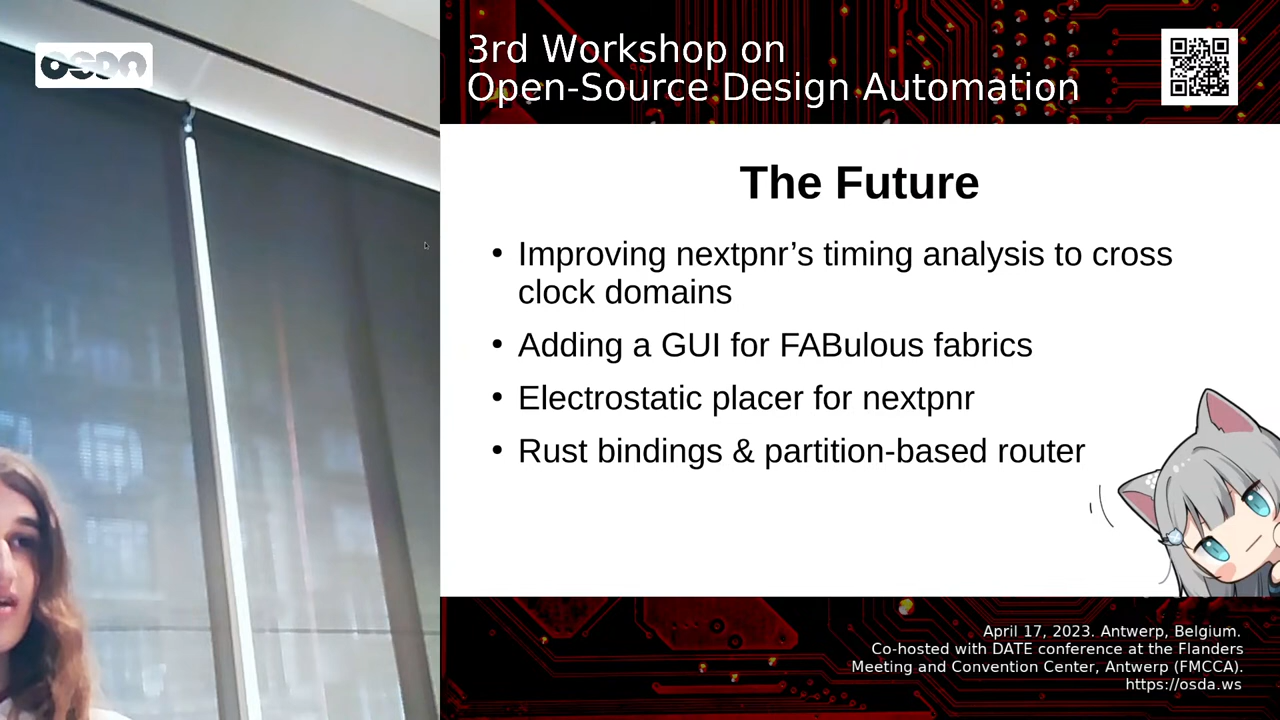 OSDA
3rd Workshop on
Open-Source Design Automation
The Future
• Improving nextpnr’s timing analysis to cross
clock domains
• Adding a GUI for FABulous fabrics
• Electrostatic placer for nextpnr
• Rust bindings & partition-based router
April 17, 2023. Antwerp, Belgium.
Co-hosted with DATE conference at the Flanders
Meeting and Convention Center, Antwerp (FMCCA).
https://osda.ws